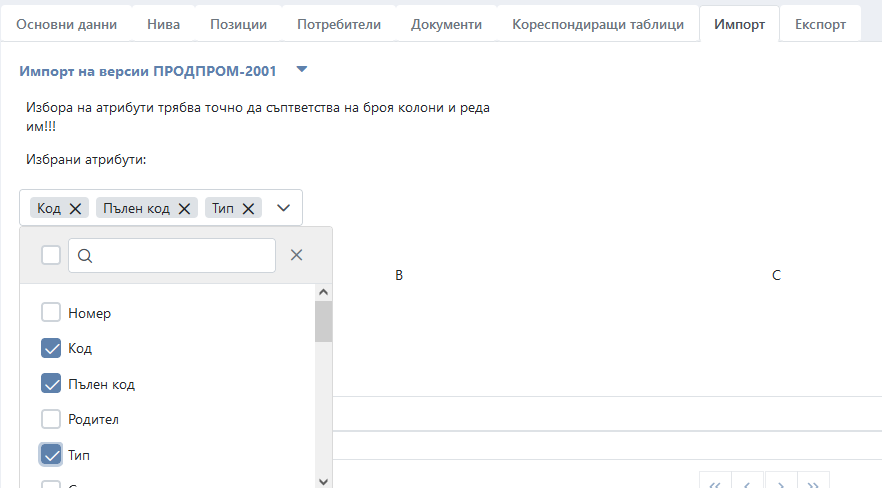 Основни данни Нива Позиции Потребители Документи Кореспондиращи таблици Импорт Експорт
Импорт на версии ПРОДПРОМ-2001
Избора на атрибути трябва точно да съптветства на броя колони и реда
им!!!
Избрани атрибути:
Код Пълен код Тип
B C
Номер
Код
Пълен код
Родител
Тип